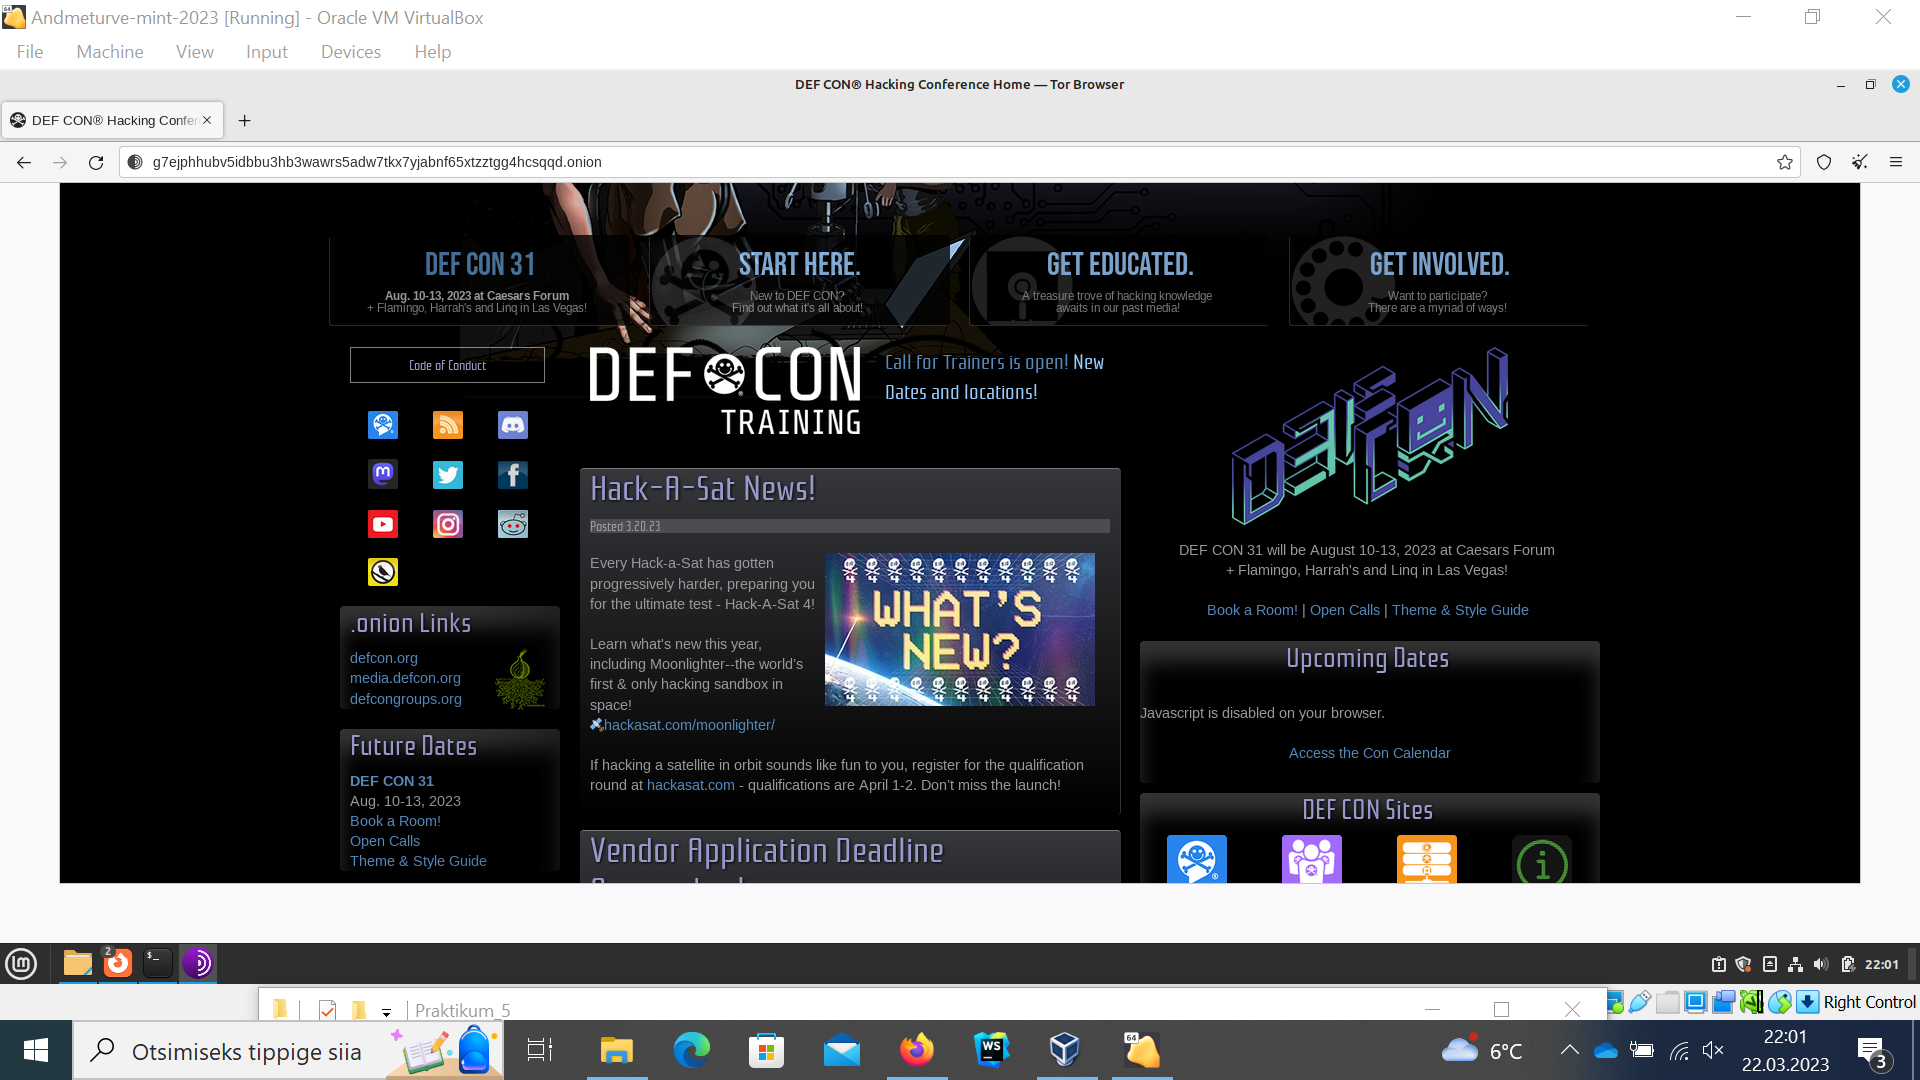 Andmeturve-mint-2023 [Running] - Oracle VM VirtualBox
File Machine View Input Devices Help
DEF CON® Hacking Conference Home — Tor Browser
DEF CON® Hacking Confer
g7ejphhubv5idbbu3hb3wawrs5adw7tkx7yjabnf65xtzztgg4hcsqqd.onion
DEF CON 31
Aug. 10-13, 2023 at Caesars Forum
+ Flamingo, Harrah's and Linq in Las Vegas!
START HERE.
New to DEF CON?
Find out what it's all about!
GET EDUCATED.
A treasure trove of hacking knowledge
awaits in our past media!
GET INVOLVED.
Want to participate?
There are a myriad of ways!
Code of Conduct
.onion Links
defcon.org
media.defcon.org
defcongroups.org
Future Dates
DEF CON 31
Aug. 10-13, 2023
Book a Room!
Open Calls
Theme & Style Guide
DEF CON
TRAINING
Call for Trainers is open! New
Dates and locations!
Hack-A-Sat News!
Posted 3.20.23
Every Hack-a-Sat has gotten
progressively harder, preparing you
for the ultimate test - Hack-A-Sat 4!
Learn what's new this year,
including Moonlighter--the world's
first & only hacking sandbox in
space!
hackasat.com/moonlighter/
WHAT'S
NEW?
If hacking a satellite in orbit sounds like fun to you, register for the qualification
round at hackasat.com - qualifications are April 1-2. Don't miss the launch!
Vendor Application Deadline
DEFCON
DEF CON 31 will be August 10-13, 2023 at Caesars Forum
+ Flamingo, Harrah's and Linq in Las Vegas!
Book a Room! | Open Calls | Theme & Style Guide
Upcoming Dates
Javascript is disabled on your browser.
Access the Con Calendar
DEF CON Sites
2
22:01
Praktikum_5
Right Control
Otsimiseks tippige siia
WS
64
6°C
22:01
22.03.2023
3